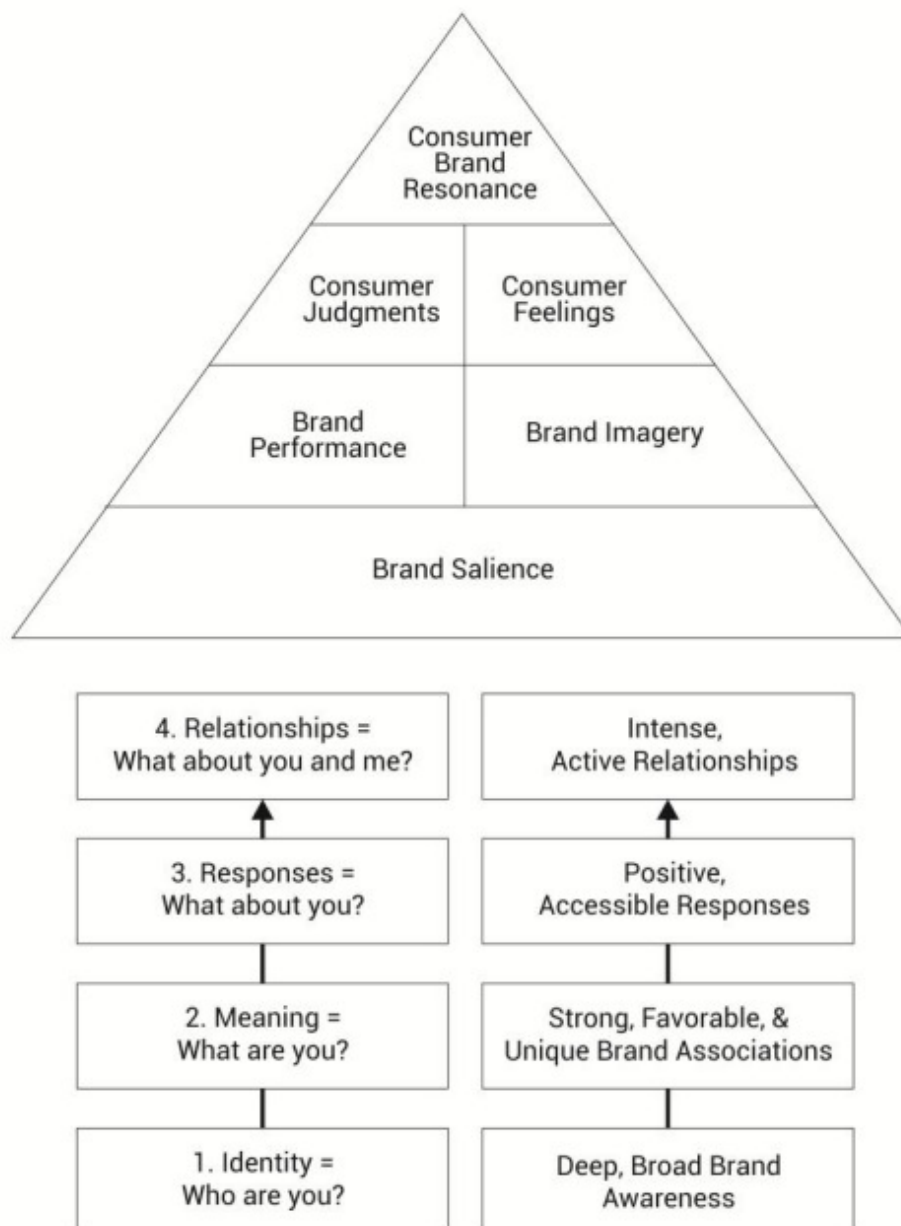 Consumer
Brand
Resonance
Consumer
Judgments
Consumer
Feelings
Brand
Performance
Brand Imagery
Brand Salience
4. Relationships =
What about you and me?
Intense,
Active Relationships
3. Responses =
What about you?
Positive,
Accessible Responses
2. Meaning =
What are you?
Strong, Favorable, &
Unique Brand Associations
1. Identity =
Who are you?
Deep, Broad Brand
Awareness